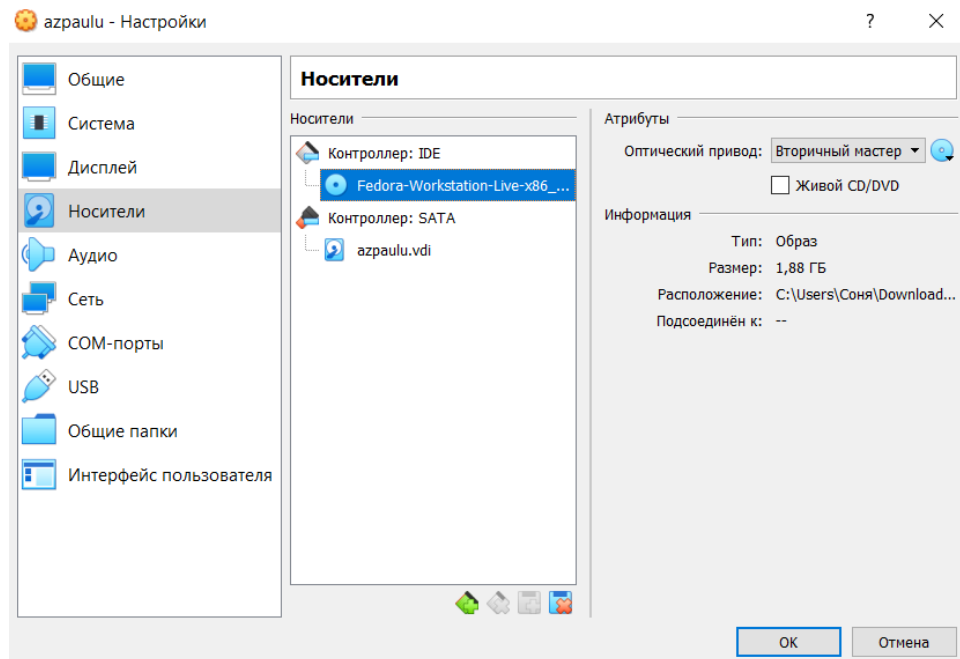 azpaulu - Настройки
?
Общие
Система
Дисплей
Носители
Аудио
Сеть
COM-порты
USB
Общие папки
Интерфейс пользователя
Носители
Носители
Контроллер: IDE
Fedora-Workstation-Live-x86_...
Контроллер: SATA
azpaulu.vdi
Атрибуты
Оптический привод: Вторичный мастер
Живой CD/DVD
Информация
Тип: Образ
Размер: 1,88 ГБ
Расположение: C:\Users\Соня\Download...
Подсоединён к: --
OK
Отмена